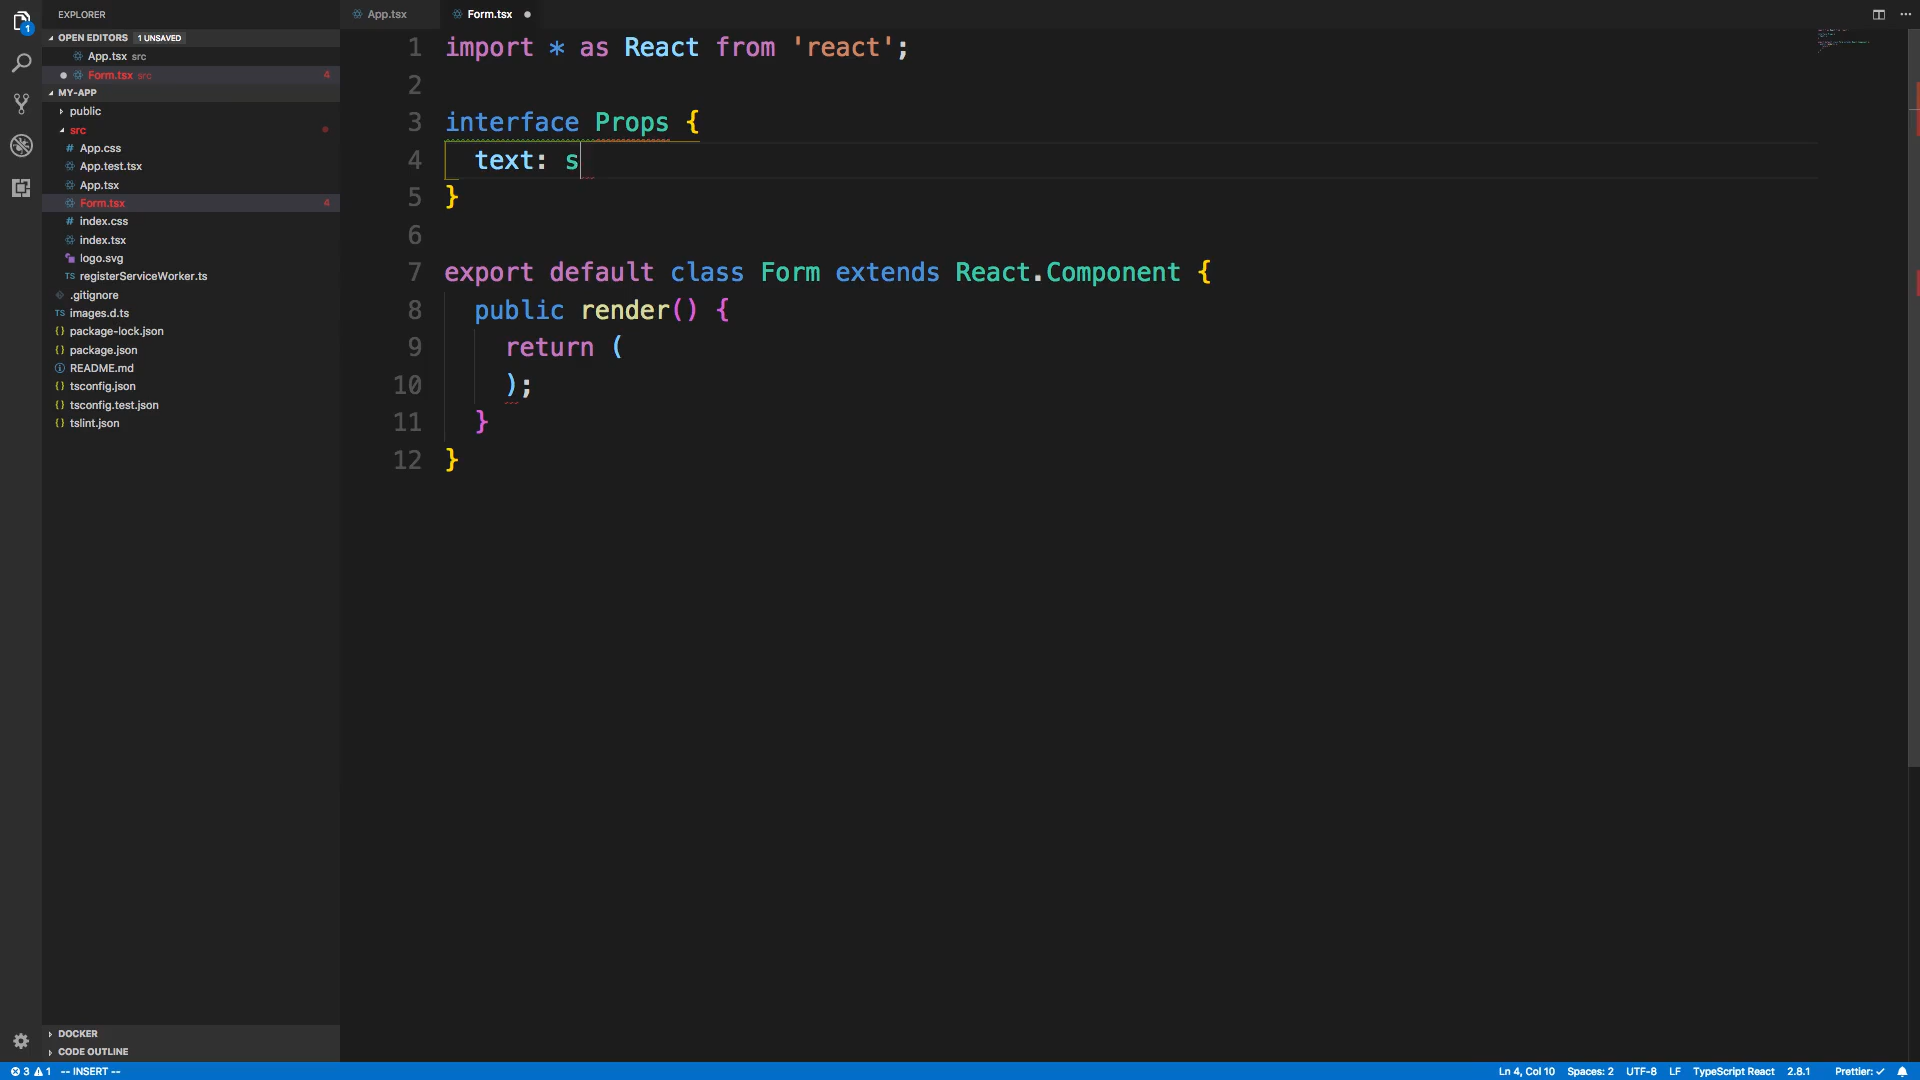 EXPLORER
OPEN EDITORS 1 UNSAVED
App.tsx src
Form.tsx src 4
MY-APP
public
src
# App.css
App.test.tsx
App.tsx
Form.tsx 4
# index.css
index.tsx
logo.svg
TS registerServiceWorker.ts
.gitignore
TS images.d.ts
{} package-lock.json
{} package.json
README.md
{} tsconfig.json
{} tsconfig.test.json
{} tslint.json
DOCKER
CODE OUTLINE
1
App.tsx Form.tsx
1 import * as React from 'react';
2
3 interface Props {
4 text: s
5 }
6
7 export default class Form extends React.Component {
8 public render() {
9 return (
10 );
11 }
12 }
3 1 -- INSERT -- Ln 4, Col 10 Spaces: 2 UTF-8 LF TypeScript React 2.8.1 Prettier: ✓